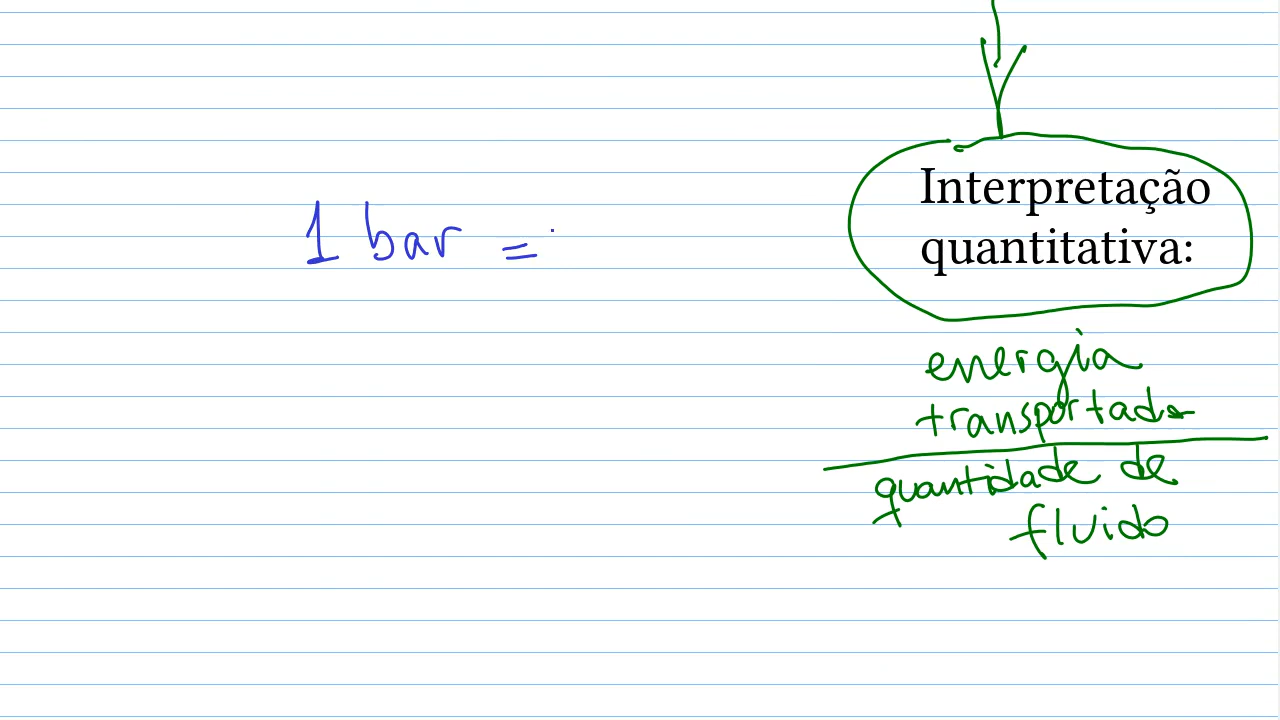 Interpretação
quantitativa:
1 bar =
energia
transportada
quantidade de
fluido